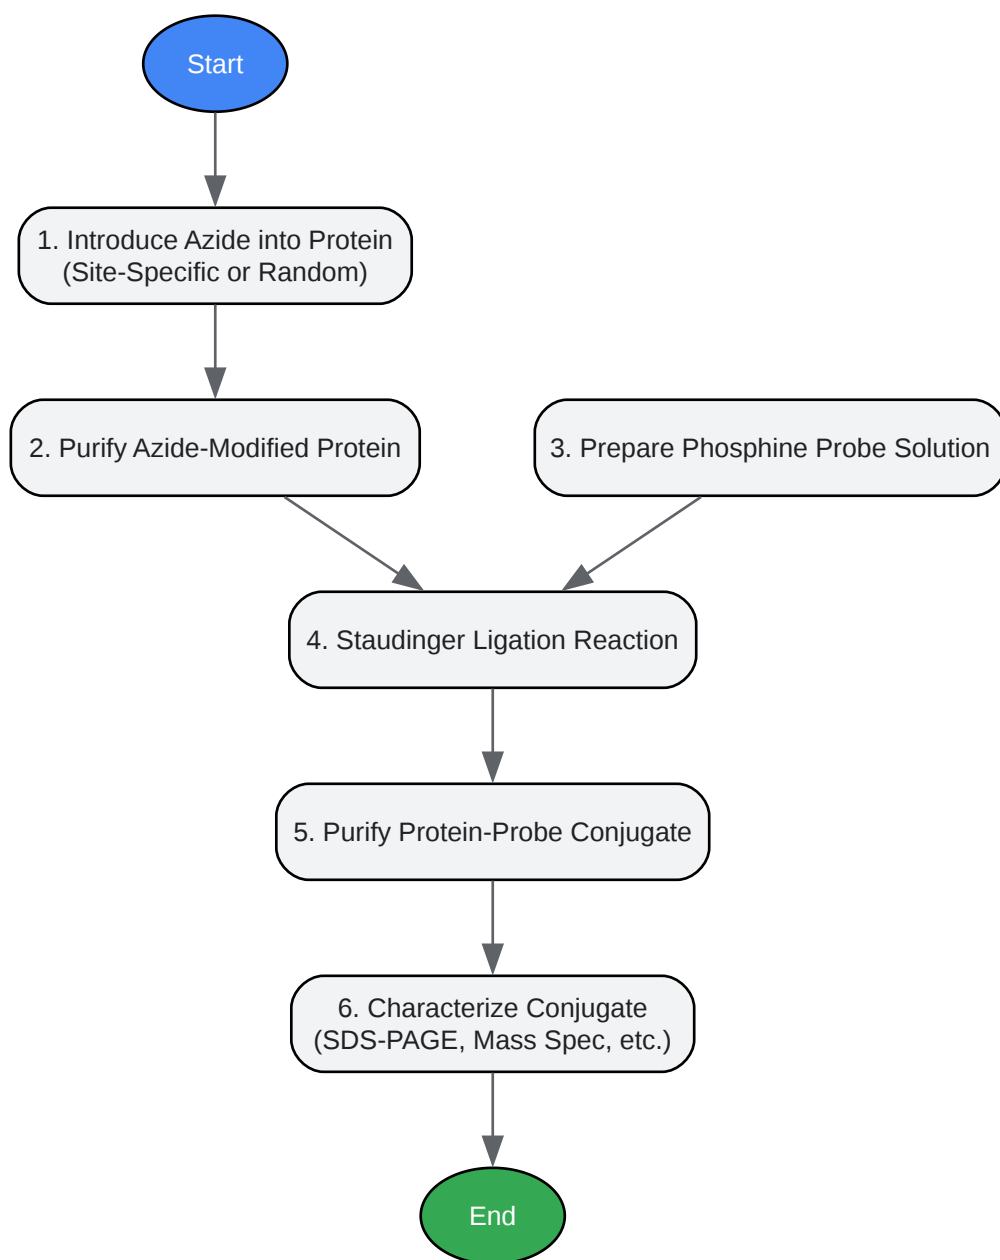 Start
1. Introduce Azide into Protein
(Site-Specific or Random)
2. Purify Azide-Modified Protein
3. Prepare Phosphine Probe Solution
4. Staudinger Ligation Reaction
5. Purify Protein-Probe Conjugate
6. Characterize Conjugate
(SDS-PAGE, Mass Spec, etc.)
End